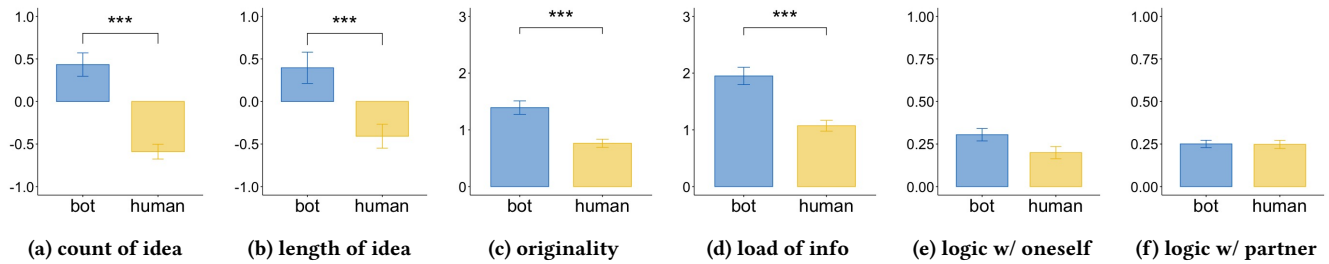 1.0
0.5
0.0
-0.5
-1.0
***
bot human
(a) count of idea
1.0
0.5
0.0
-0.5
-1.0
***
bot human
(b) length of idea
3
2
1
0
***
bot human
(c) originality
3
2
1
0
***
bot human
(d) load of info
1.00
0.75
0.50
0.25
0.00
bot human
(e) logic w/ oneself
1.00
0.75
0.50
0.25
0.00
bot human
(f) logic w/ partner